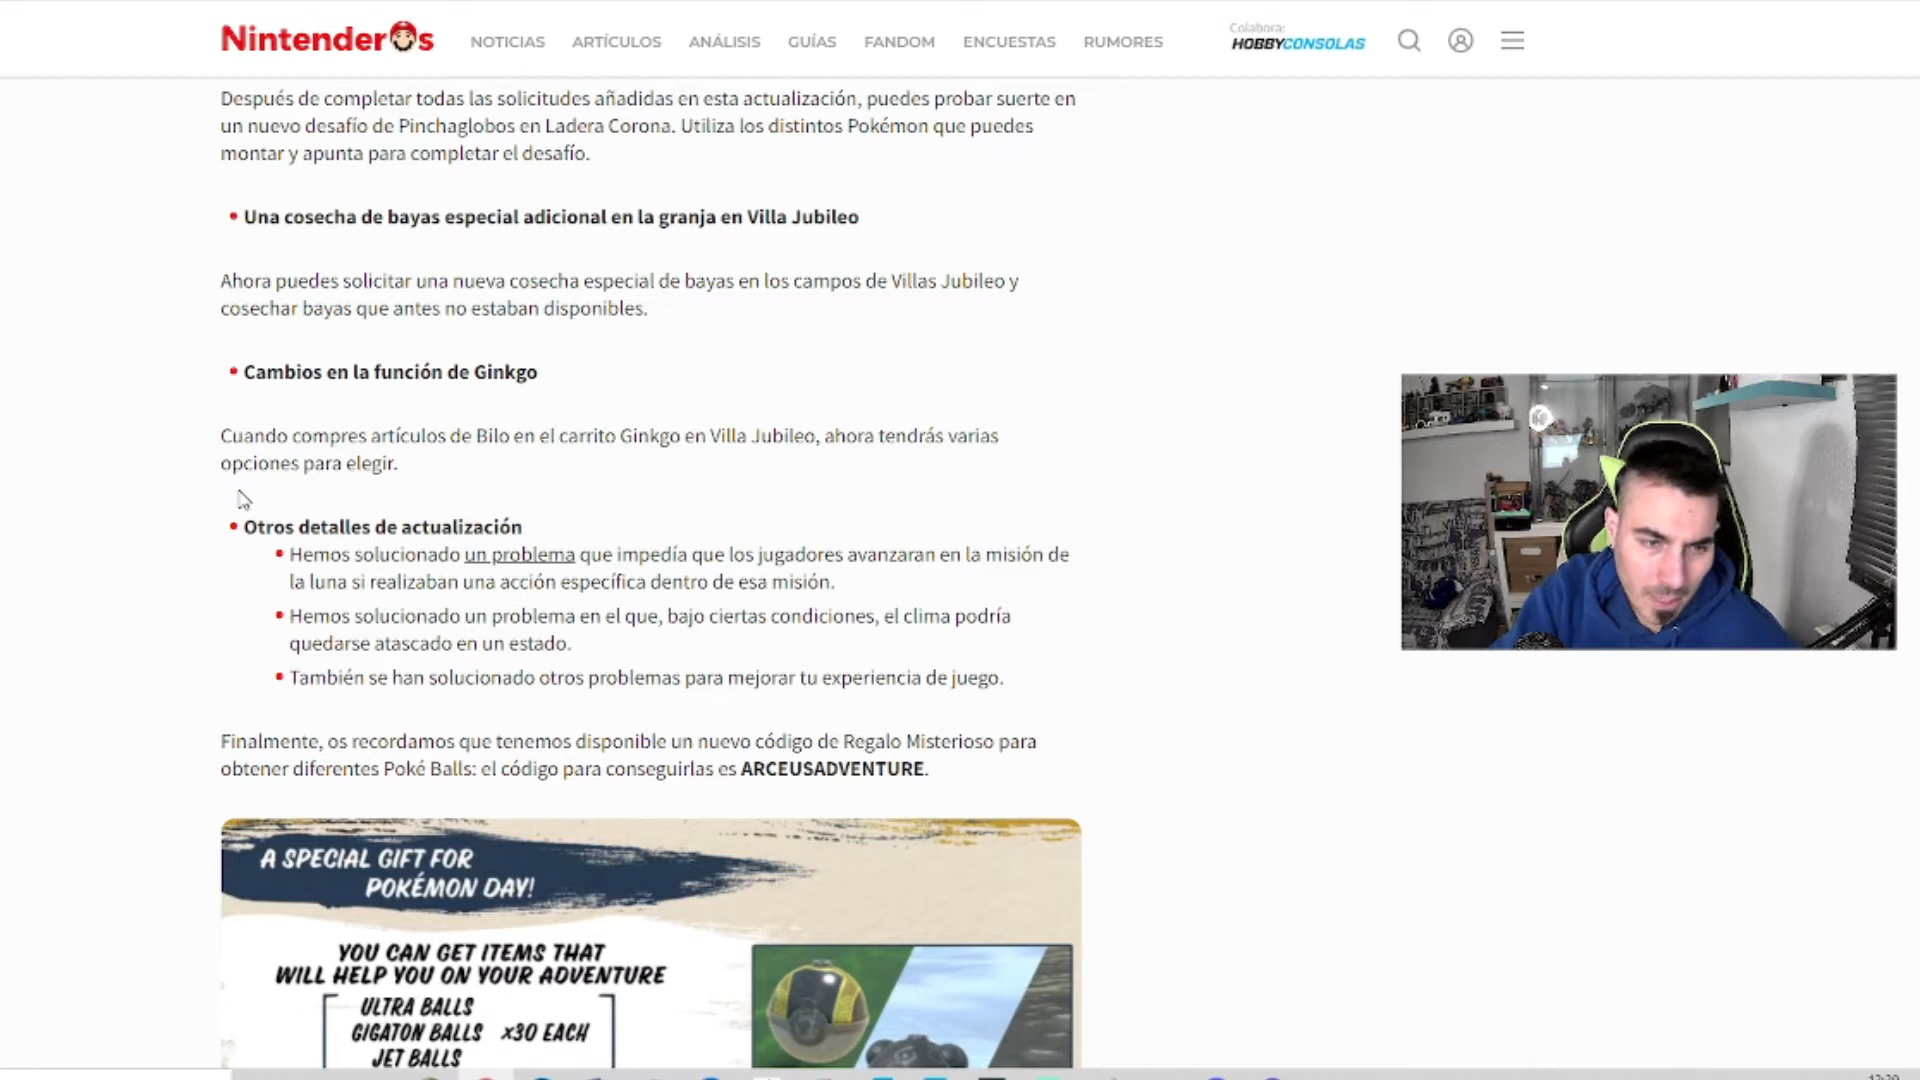 NintenderOs
NOTICIAS ARTÍCULOS ANÁLISIS GUÍAS FANDOM ENCUESTAS RUMORES
Colabora:
HOBBYCONSOLAS
Después de completar todas las solicitudes añadidas en esta actualización, puedes probar suerte en
un nuevo desafío de Pinchaglobos en Ladera Corona. Utiliza los distintos Pokémon que puedes
montar y apunta para completar el desafío.
• Una cosecha de bayas especial adicional en la granja en Villa Jubileo
Ahora puedes solicitar una nueva cosecha especial de bayas en los campos de Villas Jubileo y
cosechar bayas que antes no estaban disponibles.
• Cambios en la función de Ginkgo
Cuando compres artículos de Bilo en el carrito Ginkgo en Villa Jubileo, ahora tendrás varias
opciones para elegir.
• Otros detalles de actualización
• Hemos solucionado un problema que impedía que los jugadores avanzaran en la misión de
la luna si realizaban una acción específica dentro de esa misión.
• Hemos solucionado un problema en el que, bajo ciertas condiciones, el clima podría
quedarse atascado en un estado.
• También se han solucionado otros problemas para mejorar tu experiencia de juego.
Finalmente, os recordamos que tenemos disponible un nuevo código de Regalo Misterioso para
obtener diferentes Poké Balls: el código para conseguirlas es ARCEUSADVENTURE.
A SPECIAL GIFT FOR
POKÉMON DAY!
YOU CAN GET ITEMS THAT
WILL HELP YOU ON YOUR ADVENTURE
ULTRA BALLS
GIGATON BALLS x30 EACH
JET BALLS